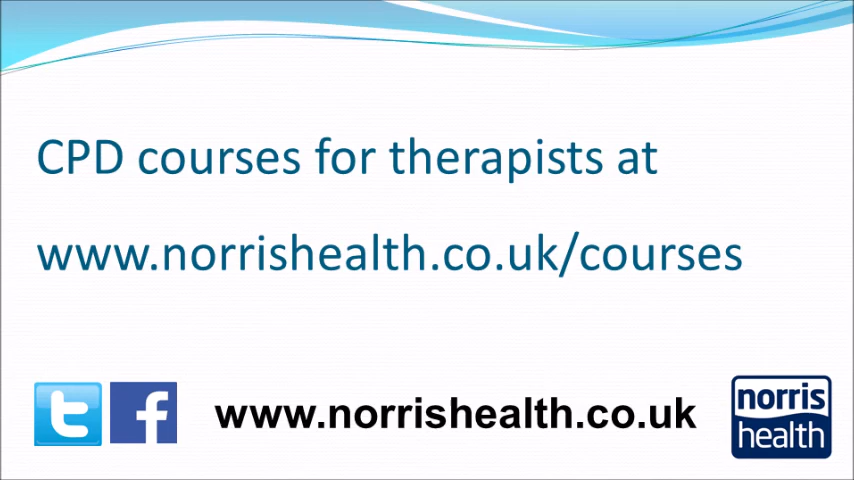 CPD courses for therapists at
www.norrishealth.co.uk/courses
www.norrishealth.co.uk
norris
health